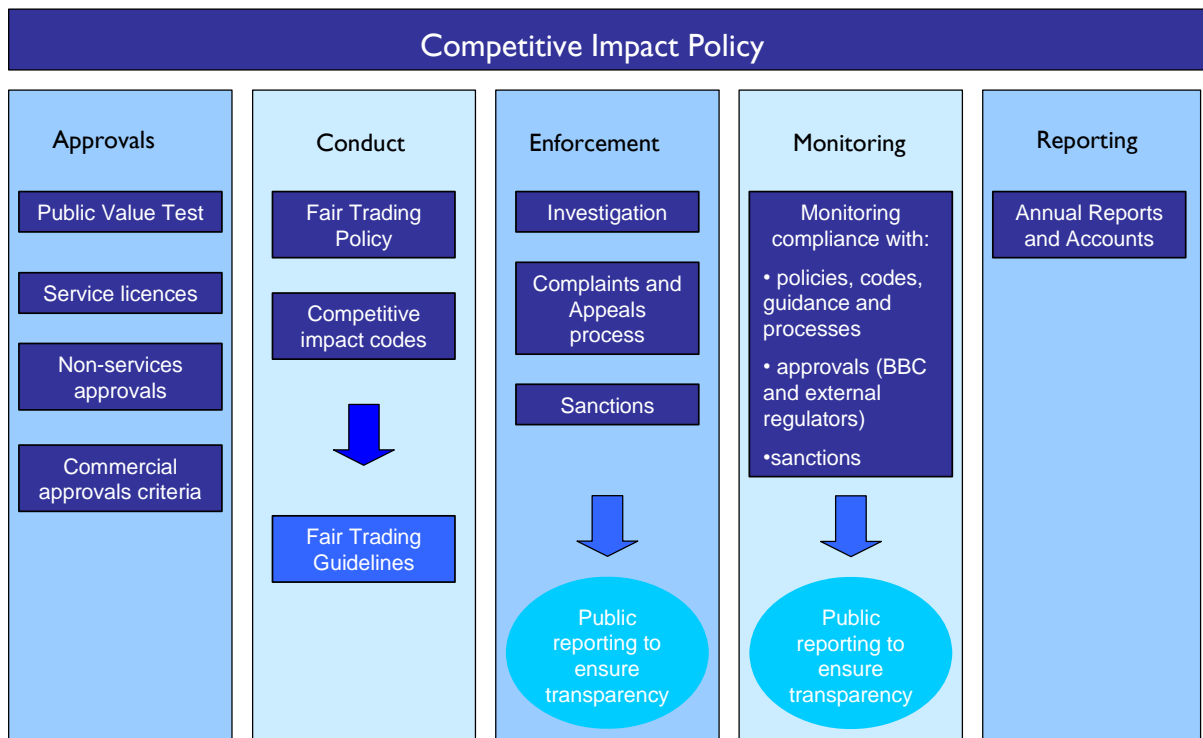 Competitive Impact Policy
Approvals
Public Value Test
Service licences
Non-services
approvals
Commercial
approvals criteria
Conduct
Fair Trading
Policy
Competitive
impact codes
Fair Trading
Guidelines
Enforcement
Investigation
Complaints and
Appeals
process
Sanctions
Public
reporting to
ensure
transparency
Monitoring
Monitoring
compliance with:
• policies, codes,
guidance and
processes
• approvals (BBC
and external
regulators)
•sanctions
Public
reporting to
ensure
transparency
Reporting
Annual Reports
and Accounts